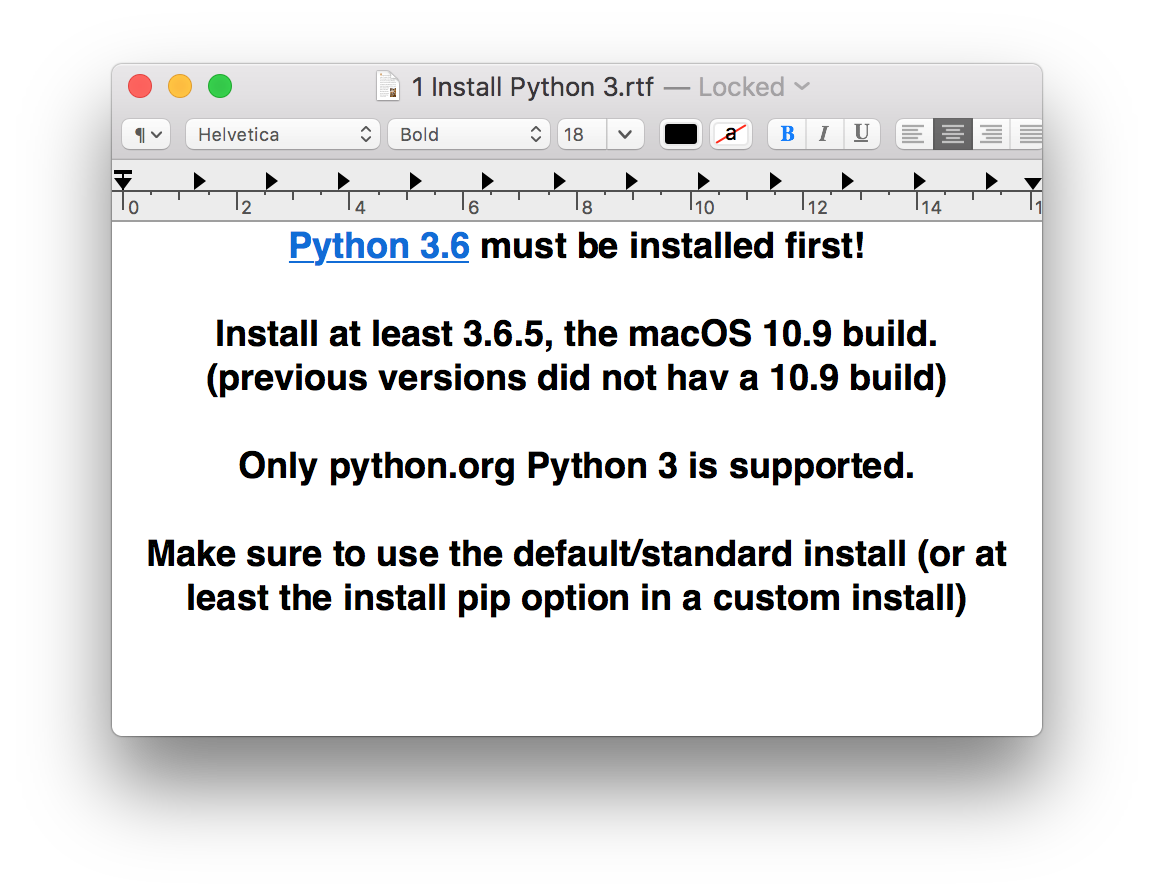 1 Install Python 3.rtf — Locked
¶ Helvetica Bold 18 a B I U
0 2 4 6 8 10 12 14 1
Python 3.6 must be installed first!
Install at least 3.6.5, the macOS 10.9 build.
(previous versions did not hav a 10.9 build)
Only python.org Python 3 is supported.
Make sure to use the default/standard install (or at
least the install pip option in a custom install)